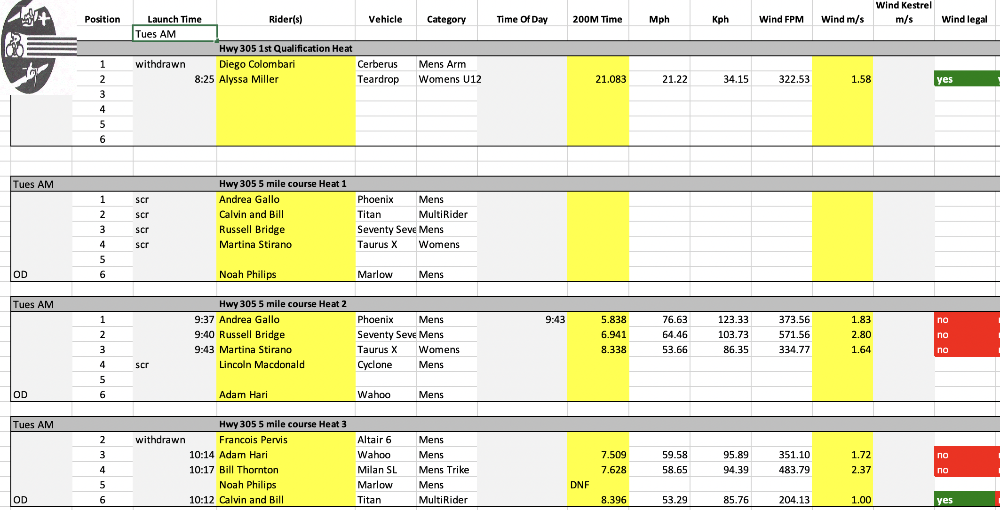 Wind Kestrel
Position Launch Time Rider(s) Vehicle Category Time Of Day 200M Time Mph Kph Wind FPM Wind m/s m/s Wind legal
Tues AM
Hwy 305 1st Qualification Heat
1 withdrawn Diego Colombari Cerberus Mens Arm
2 8:25 Alyssa Miller Teardrop Womens U12 21.083 21.22 34.15 322.53 1.58 yes
3
4
5
6
Tues AM Hwy 305 5 mile course Heat 1
1 scr Andrea Gallo Phoenix Mens
2 scr Calvin and Bill Titan MultiRider
3 scr Russell Bridge Seventy Seve Mens
4 scr Martina Stirano Taurus X Womens
5
OD 6 Noah Philips Marlow Mens
Tues AM Hwy 305 5 mile course Heat 2
1 9:37 Andrea Gallo Phoenix Mens 9:43 5.838 76.63 123.33 373.56 1.83 no
2 9:40 Russell Bridge Seventy Seve Mens 6.941 64.46 103.73 571.56 2.80 no
3 9:43 Martina Stirano Taurus X Womens 8.338 53.66 86.35 334.77 1.64 no
4 scr Lincoln Macdonald Cyclone Mens
5
OD 6 Adam Hari Wahoo Mens
Tues AM Hwy 305 5 mile course Heat 3
2 withdrawn Francois Pervis Altair 6 Mens
3 10:14 Adam Hari Wahoo Mens 7.509 59.58 95.89 351.10 1.72 no
4 10:17 Bill Thornton Milan SL Mens Trike 7.628 58.65 94.39 483.79 2.37 no
5 Noah Philips Marlow Mens DNF
OD 6 10:12 Calvin and Bill Titan MultiRider 8.396 53.29 85.76 204.13 1.00 yes